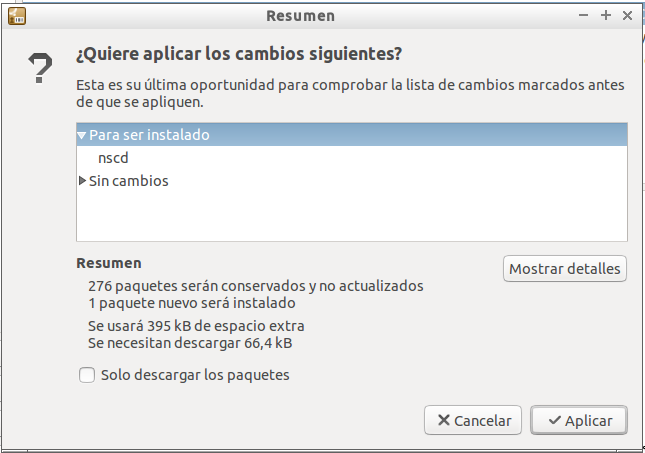 Resumen
¿Quiere aplicar los cambios siguientes?
Esta es su última oportunidad para comprobar la lista de cambios marcados antes
de que se apliquen.
Para ser instalado
nscd
Sin cambios
Resumen
Mostrar detalles
276 paquetes serán conservados y no actualizados
1 paquete nuevo será instalado
Se usará 395 kB de espacio extra
Se necesitan descargar 66,4 kB
Solo descargar los paquetes
Cancelar
Aplicar